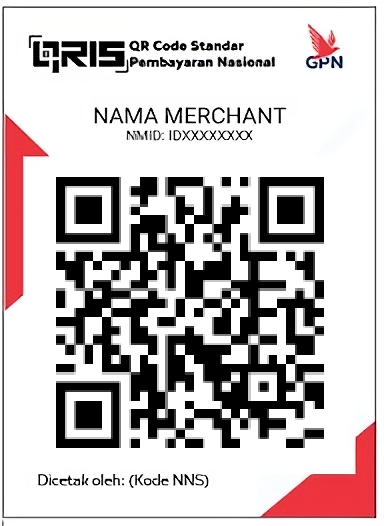 QRIS QR Code Standar
Pembayaran Nasional
GPN
NAMA MERCHANT
NMID: IDXXXXXXXX
Dicetak oleh: (Kode NNS)